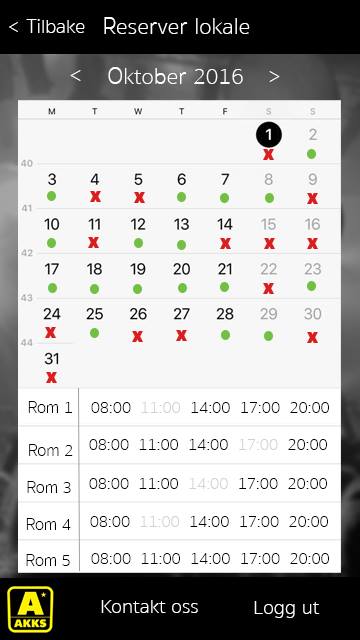 < Tilbake Reserver lokale
< Oktober 2016 >
M T W T F S S
1 2
X
40
3 4 5 6 7 8 9
X X X
41
10 11 12 13 14 15 16
X X X X
42
17 18 19 20 21 22 23
X
43
24 25 26 27 28 29 30
X X X X
44
31
X
Rom 1 08:00 11:00 14:00 17:00 20:00
Rom 2 08:00 11:00 14:00 17:00 20:00
Rom 3 08:00 11:00 14:00 17:00 20:00
Rom 4 08:00 11:00 14:00 17:00 20:00
Rom 5 08:00 11:00 14:00 17:00 20:00
A
AKKS
Kontakt oss Logg ut